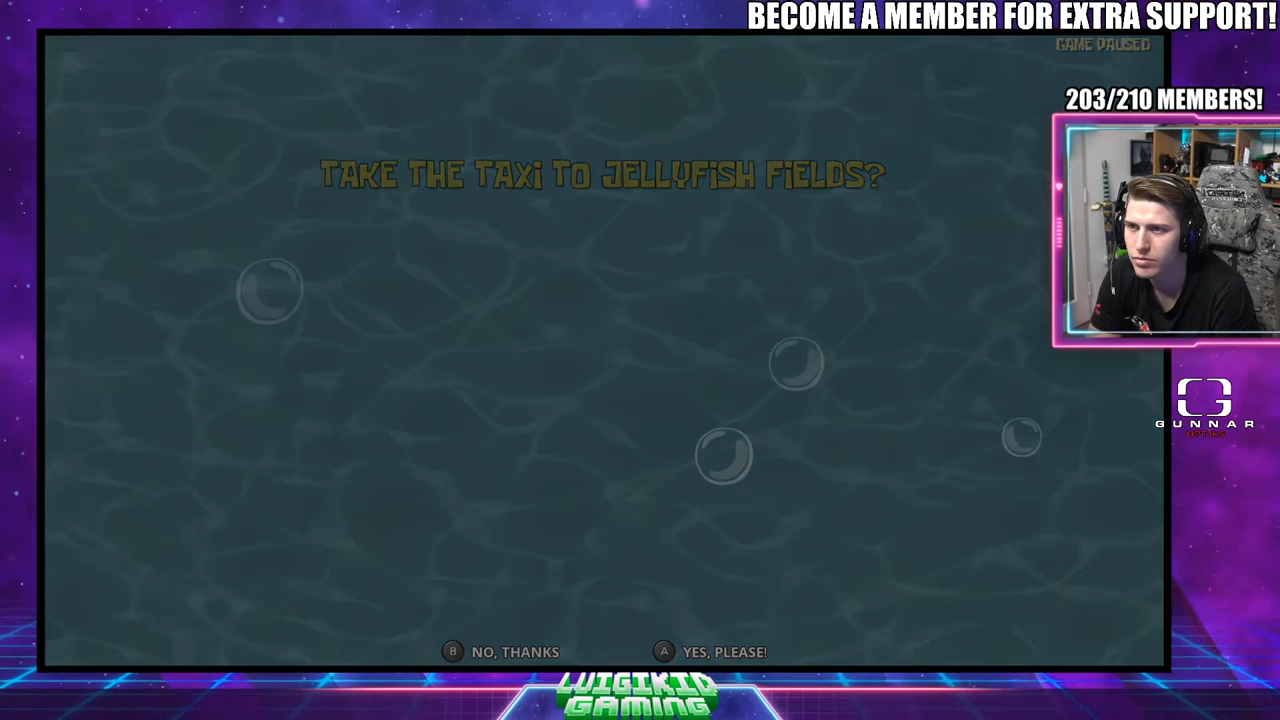 BECOME A MEMBER FOR EXTRA SUPPORT!
GAME PAUSED
203/210 MEMBERS!
TAKE THE TAXI TO JELLYFISH FIELDS?
GUNNAR
OPTIKS
B NO, THANKS
A YES, PLEASE!
LUIGIKID
GAMING